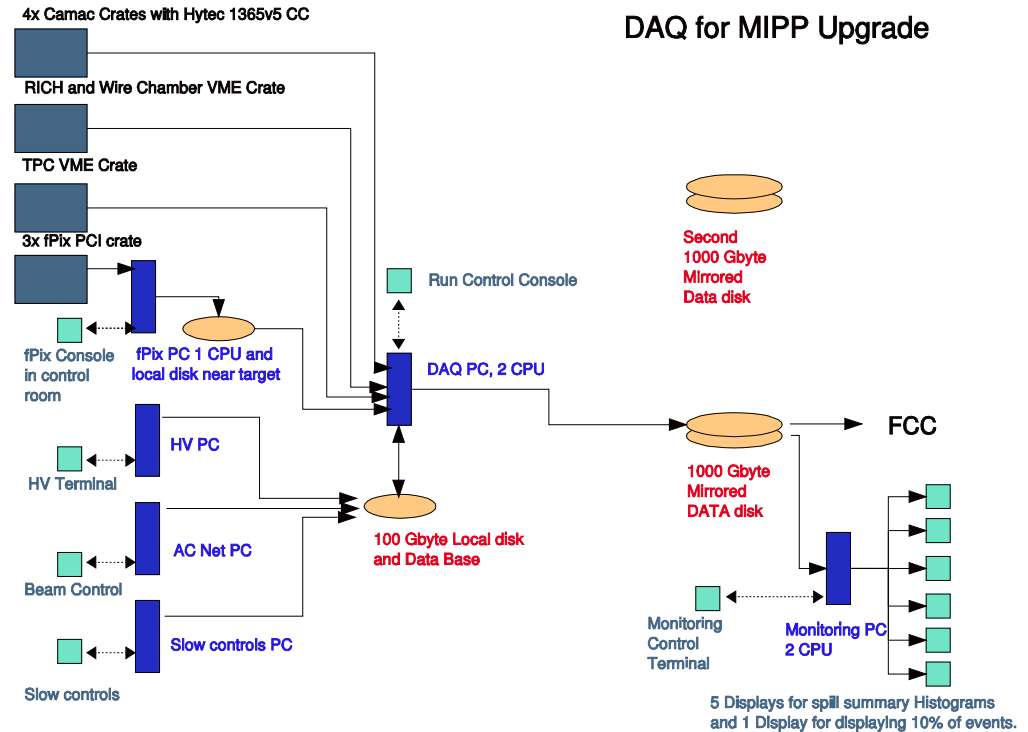 4x Camac Crates with Hytec 1365v5 CC
DAQ for MIPP Upgrade
RICH and Wire Chamber VME Crate
TPC VME Crate
3x fPix PCI crate
Second
1000 Gbyte
Mirrored
Data disk
Run Control Console
fPix Console
in control
room
fPix PC 1 CPU and
local disk near target
DAQ PC, 2 CPU
HV PC
HV Terminal
FCC
1000 Gbyte
Mirrored
DATA disk
100 Gbyte Local disk
and Data Base
AC Net PC
Beam Control
Slow controls PC
Slow controls
Monitoring
Control
Terminal
Monitoring PC
2 CPU
5 Displays for spill summary Histograms
and 1 Display for displaying 10% of events.